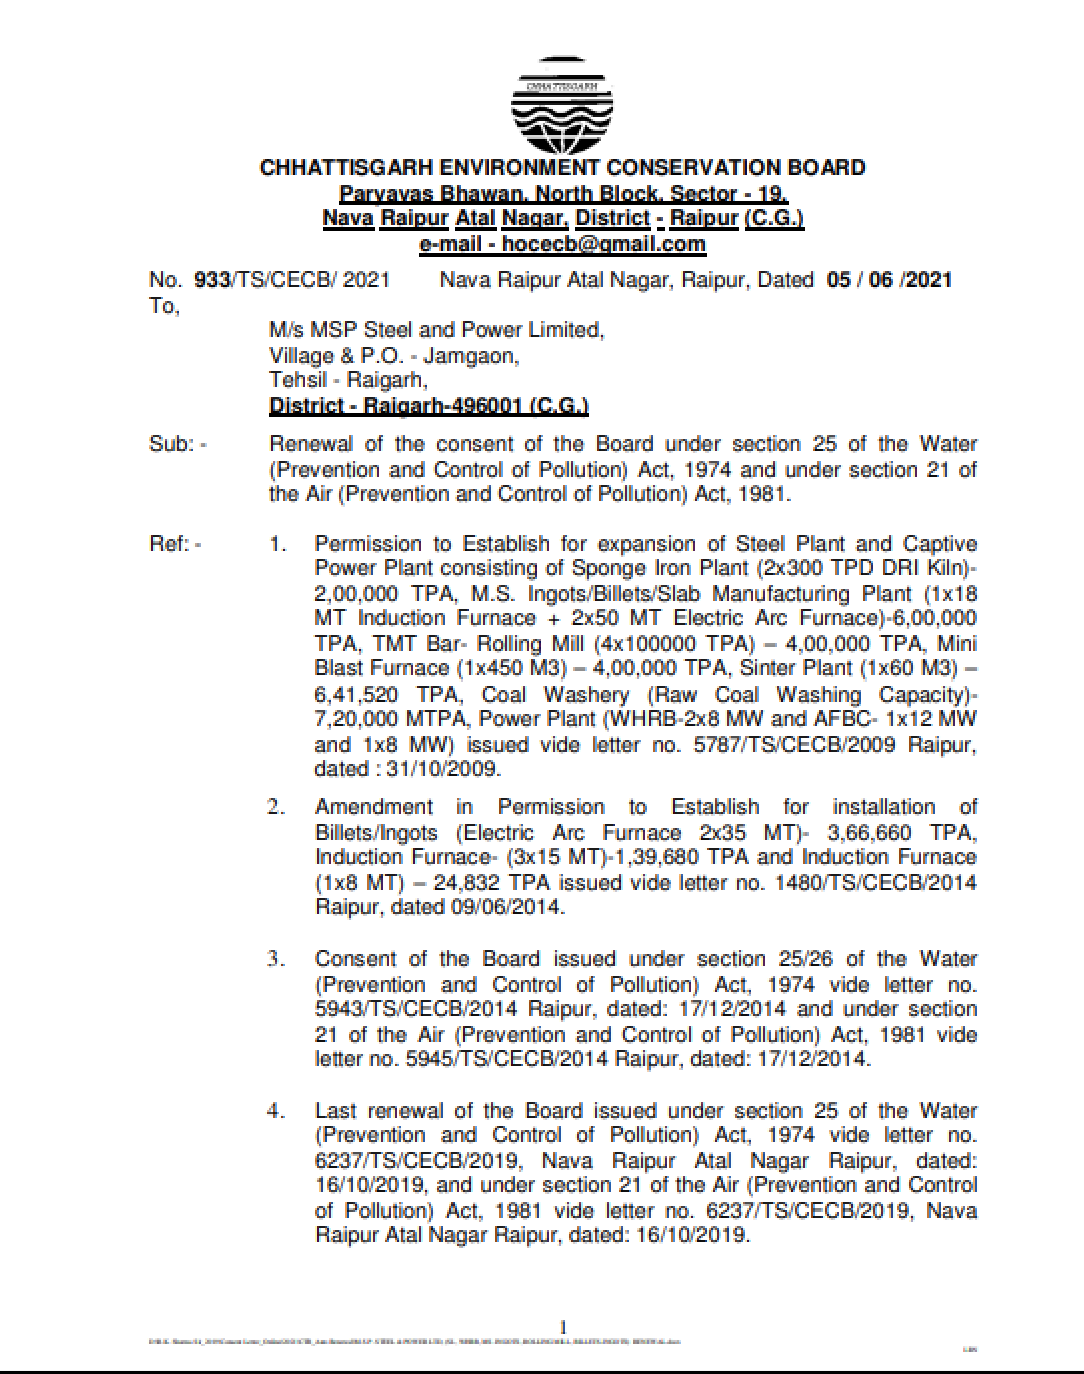 CHHATTISGARH
CHHATTISGARH ENVIRONMENT CONSERVATION BOARD
Paryavas Bhawan, North Block, Sector - 19,
Nava Raipur Atal Nagar, District - Raipur (C.G.)
e-mail - hocecb@gmail.com
No. 933/TS/CECB/ 2021 Nava Raipur Atal Nagar, Raipur, Dated 05 / 06 /2021
To,
M/s MSP Steel and Power Limited,
Village & P.O. - Jamgaon,
Tehsil - Raigarh,
District - Raigarh-496001 (C.G.)
Sub: - Renewal of the consent of the Board under section 25 of the Water
(Prevention and Control of Pollution) Act, 1974 and under section 21 of
the Air (Prevention and Control of Pollution) Act, 1981.
Ref: - 1. Permission to Establish for expansion of Steel Plant and Captive
Power Plant consisting of Sponge Iron Plant (2x300 TPD DRI Kiln)-
2,00,000 TPA, M.S. Ingots/Billets/Slab Manufacturing Plant (1x18
MT Induction Furnace + 2x50 MT Electric Arc Furnace)-6,00,000
TPA, TMT Bar- Rolling Mill (4x100000 TPA) – 4,00,000 TPA, Mini
Blast Furnace (1x450 M3) – 4,00,000 TPA, Sinter Plant (1x60 M3) –
6,41,520 TPA, Coal Washery (Raw Coal Washing Capacity)-
7,20,000 MTPA, Power Plant (WHRB-2x8 MW and AFBC- 1x12 MW
and 1x8 MW) issued vide letter no. 5787/TS/CECB/2009 Raipur,
dated : 31/10/2009.
2. Amendment in Permission to Establish for installation of
Billets/Ingots (Electric Arc Furnace 2x35 MT)- 3,66,660 TPA,
Induction Furnace- (3x15 MT)-1,39,680 TPA and Induction Furnace
(1x8 MT) – 24,832 TPA issued vide letter no. 1480/TS/CECB/2014
Raipur, dated 09/06/2014.
3. Consent of the Board issued under section 25/26 of the Water
(Prevention and Control of Pollution) Act, 1974 vide letter no.
5943/TS/CECB/2014 Raipur, dated: 17/12/2014 and under section
21 of the Air (Prevention and Control of Pollution) Act, 1981 vide
letter no. 5945/TS/CECB/2014 Raipur, dated: 17/12/2014.
4. Last renewal of the Board issued under section 25 of the Water
(Prevention and Control of Pollution) Act, 1974 vide letter no.
6237/TS/CECB/2019, Nava Raipur Atal Nagar Raipur, dated:
16/10/2019, and under section 21 of the Air (Prevention and Control
of Pollution) Act, 1981 vide letter no. 6237/TS/CECB/2019, Nava
Raipur Atal Nagar Raipur, dated: 16/10/2019.
1